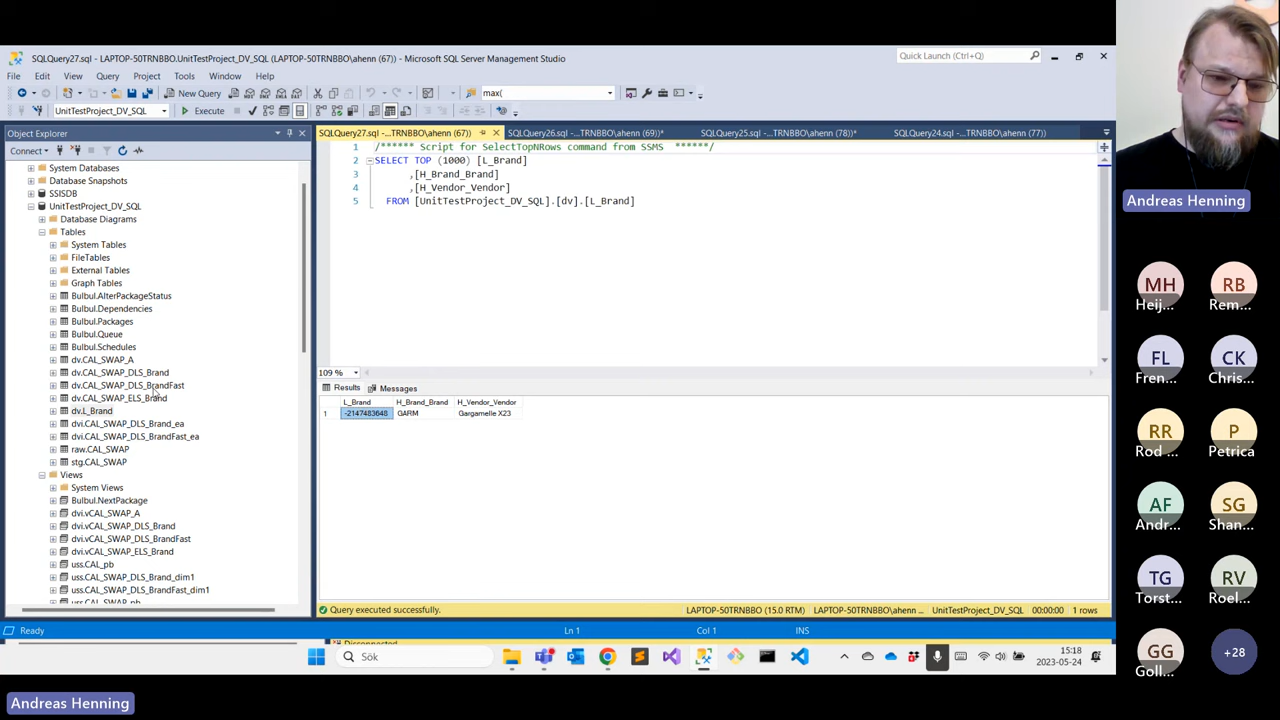 SQLQuery27.sql - LAPTOP-50TRNBBO.UnitTestProject_DV_SQL (LAPTOP-50TRNBBO\ahenn (67)) - Microsoft SQL Server Management Studio
Quick Launch (Ctrl+Q)
File Edit View Query Project Tools Window Help
New Query
max(
UnitTestProject_DV_SQL
Execute
Object Explorer
SQLQuery27.sql -...TRNBBO\ahenn (67))
SQLQuery26.sql -...TRNBBO\ahenn (69))*
SQLQuery25.sql -...TRNBBO\ahenn (78))*
SQLQuery24.sql -...TRNBBO\ahenn (77))
Connect
System Databases
Database Snapshots
SSISDB
UnitTestProject_DV_SQL
Database Diagrams
Tables
System Tables
FileTables
External Tables
Graph Tables
Bulbul.AlterPackageStatus
Bulbul.Dependencies
Bulbul.Packages
Bulbul.Queue
Bulbul.Schedules
dv.CAL_SWAP_A
dv.CAL_SWAP_DLS_Brand
dv.CAL_SWAP_DLS_BrandFast
dv.CAL_SWAP_ELS_Brand
dv.L_Brand
dvi.CAL_SWAP_DLS_Brand_ea
dvi.CAL_SWAP_DLS_BrandFast_ea
raw.CAL_SWAP
stg.CAL_SWAP
Views
System Views
Bulbul.NextPackage
dvi.vCAL_SWAP_A
dvi.vCAL_SWAP_DLS_Brand
dvi.vCAL_SWAP_DLS_BrandFast
dvi.vCAL_SWAP_ELS_Brand
uss.CAL_pb
uss.CAL_SWAP_DLS_Brand_dim1
uss.CAL_SWAP_DLS_BrandFast_dim1
uss.CAL_SWAP_pb
1 /****** Script for SelectTopNRows command from SSMS ******/
2 SELECT TOP (1000) [L_Brand]
3 ,[H_Brand_Brand]
4 ,[H_Vendor_Vendor]
5 FROM [UnitTestProject_DV_SQL].[dv].[L_Brand]
109 %
Results Messages
L_Brand H_Brand_Brand H_Vendor_Vendor
1 -2147483648 GARM Gargamelle X23
Query executed successfully.
LAPTOP-50TRNBBO (15.0 RTM) LAPTOP-50TRNBBO\ahenn ... UnitTestProject_DV_SQL 00:00:00 1 rows
Ready
Ln 1 Col 1 INS
Disconnected
Sök
15:18
2023-05-24
Andreas Henning
Andreas Henning
MH
Heij...
RB
Rem...
FL
Fren...
CK
Chris...
RR
Rod ...
P
Petrica
AF
Andr...
SG
Shan...
TG
Torst...
RV
Roel...
GG
Goll...
+28